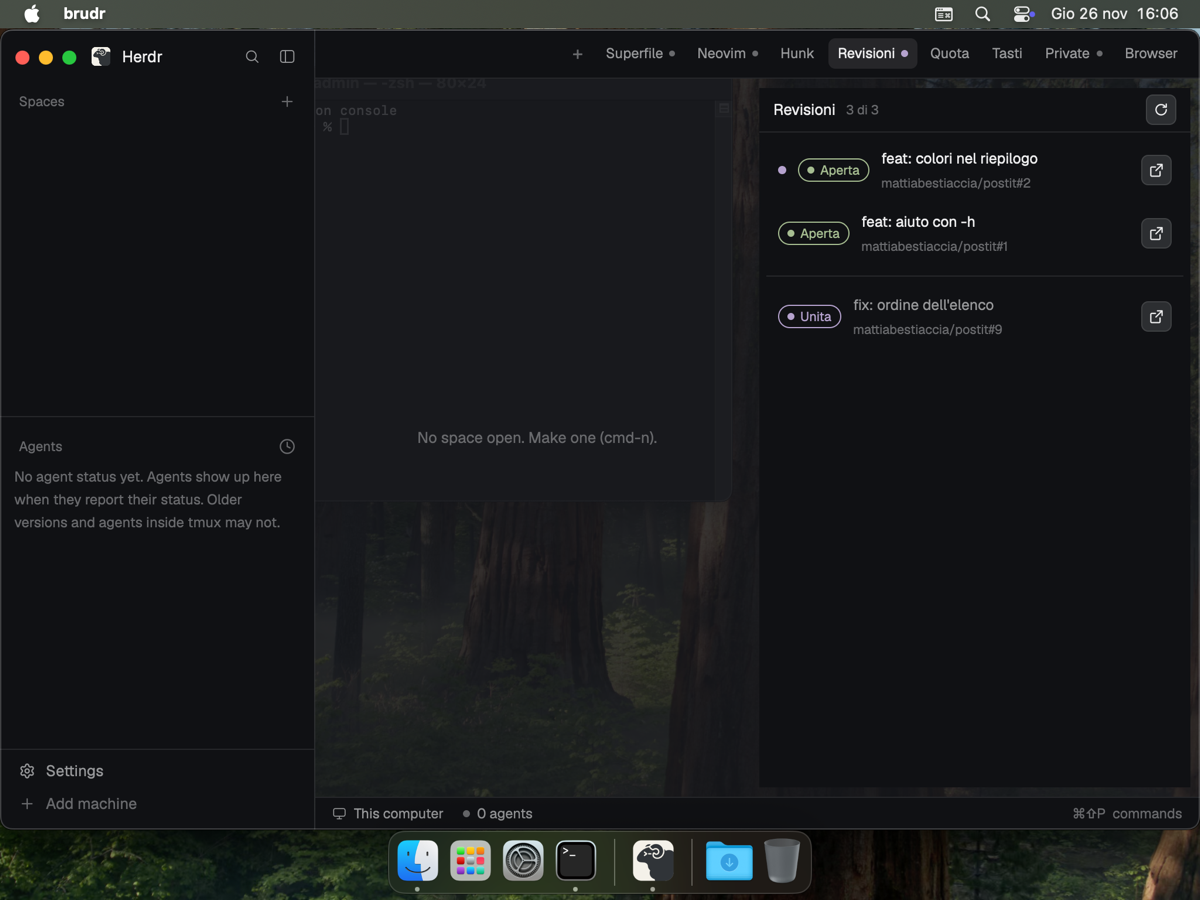 brudr
Gio 26 nov 16:06
Herdr
Superfile
Neovim
Hunk
Revisioni
Quota
Tasti
Private
Browser
Spaces
admin — -zsh — 80×24
on console
%
Revisioni 3 di 3
Aperta
feat: colori nel riepilogo
mattiabestiaccia/postit#2
Aperta
feat: aiuto con -h
mattiabestiaccia/postit#1
Unita
fix: ordine dell'elenco
mattiabestiaccia/postit#9
No space open. Make one (cmd-n).
Agents
No agent status yet. Agents show up here
when they report their status. Older
versions and agents inside tmux may not.
Settings
Add machine
This computer
0 agents
⌘⇧P commands